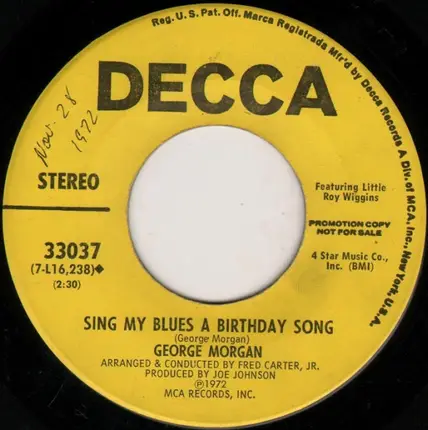 Reg. U. S. Pat. Off. Marca Registrada Mfr'd by Decca Records A Div. of MCA, Inc., New York, U.S.A.
DECCA
Nov. 28
1972
STEREO
Featuring Little
Roy Wiggins
PROMOTION COPY
NOT FOR SALE
33037
(7-L16,238)◆
(2:30)
4 Star Music Co.,
Inc. (BMI)
SING MY BLUES A BIRTHDAY SONG
(George Morgan)
GEORGE MORGAN
ARRANGED & CONDUCTED BY FRED CARTER, JR.
PRODUCED BY JOE JOHNSON
℗1972
MCA RECORDS, INC.